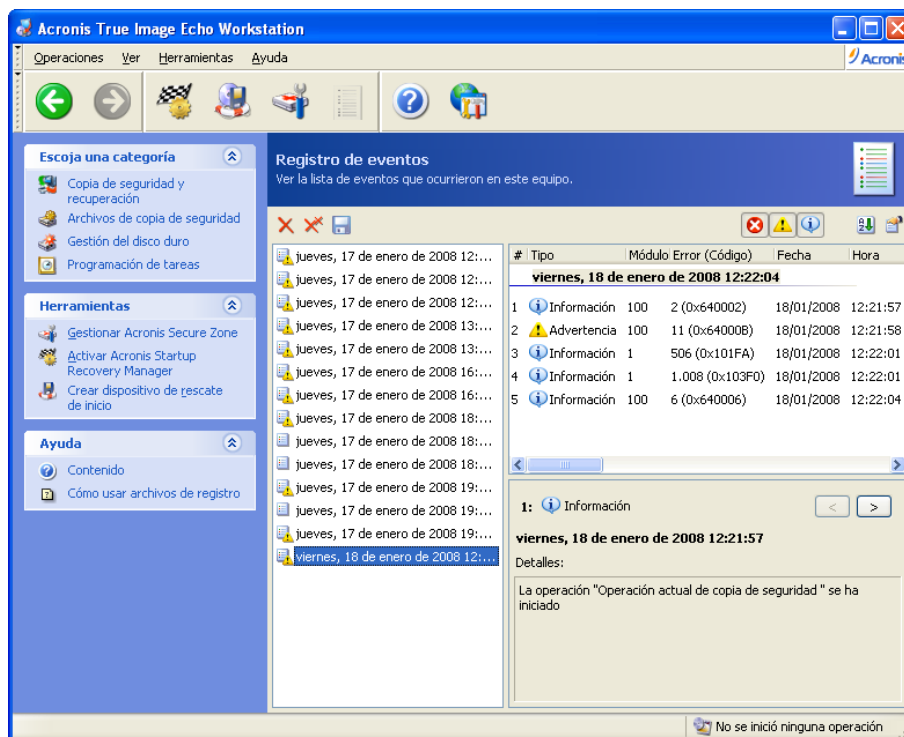 Acronis True Image Echo Workstation
Operaciones Ver Herramientas Ayuda
Acronis
Escoja una categoría
Copia de seguridad y
recuperación
Archivos de copia de seguridad
Gestión del disco duro
Programación de tareas
Herramientas
Gestionar Acronis Secure Zone
Activar Acronis Startup
Recovery Manager
Crear dispositivo de rescate
de inicio
Ayuda
Contenido
Cómo usar archivos de registro
Registro de eventos
Ver la lista de eventos que ocurrieron en este equipo.
jueves, 17 de enero de 2008 12:...
jueves, 17 de enero de 2008 12:...
jueves, 17 de enero de 2008 12:...
jueves, 17 de enero de 2008 13:...
jueves, 17 de enero de 2008 13:...
jueves, 17 de enero de 2008 16:...
jueves, 17 de enero de 2008 16:...
jueves, 17 de enero de 2008 18:...
jueves, 17 de enero de 2008 18:...
jueves, 17 de enero de 2008 18:...
jueves, 17 de enero de 2008 19:...
jueves, 17 de enero de 2008 19:...
jueves, 17 de enero de 2008 19:...
viernes, 18 de enero de 2008 12:...
# Tipo Módulo Error (Código) Fecha Hora
viernes, 18 de enero de 2008 12:22:04
1 Información 100 2 (0x640002) 18/01/2008 12:21:57
2 Advertencia 100 11 (0x64000B) 18/01/2008 12:21:58
3 Información 1 506 (0x101FA) 18/01/2008 12:22:01
4 Información 1 1.008 (0x103F0) 18/01/2008 12:22:01
5 Información 100 6 (0x640006) 18/01/2008 12:22:04
1: Información < >
viernes, 18 de enero de 2008 12:21:57
Detalles:
La operación "Operación actual de copia de seguridad " se ha
iniciado
No se inició ninguna operación